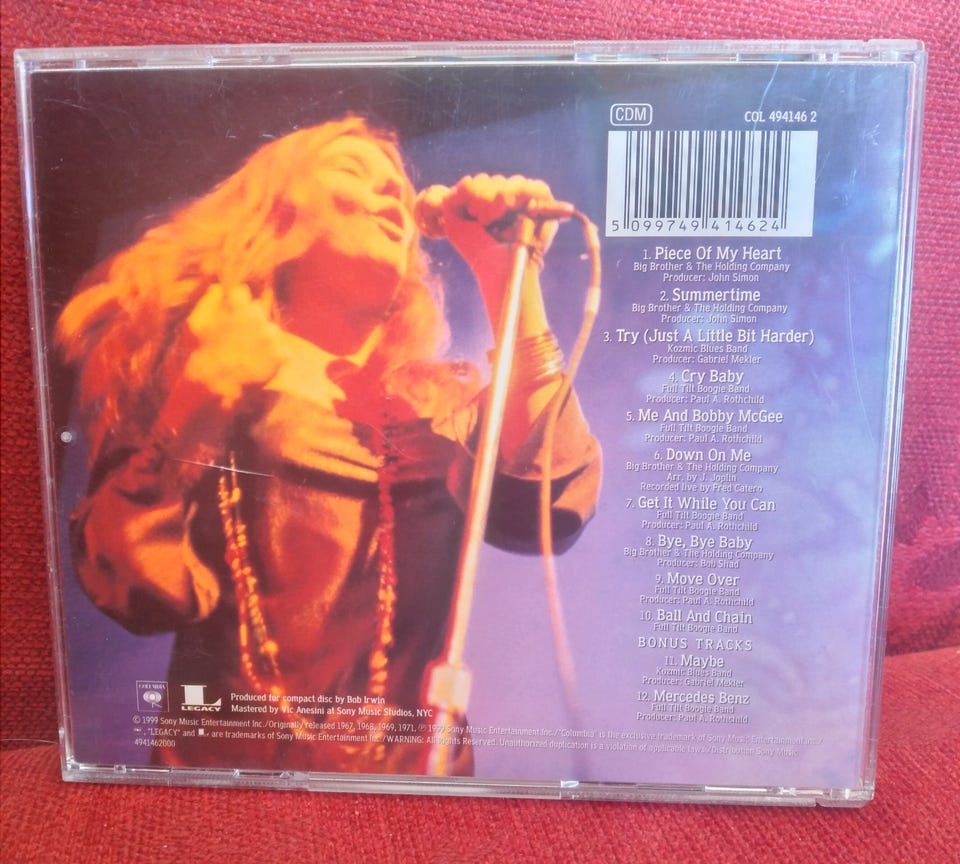 CDM
COL 494146 2
5 099749 414624
1. Piece Of My Heart
Big Brother & The Holding Company
Producer: John Simon
2. Summertime
Big Brother & The Holding Company
Producer: John Simon
3. Try (Just A Little Bit Harder)
Kozmic Blues Band
Producer: Gabriel Mekler
4. Cry Baby
Full Tilt Boogie Band
Producer: Paul A. Rothchild
5. Me And Bobby McGee
Full Tilt Boogie Band
Producer: Paul A. Rothchild
6. Down On Me
Big Brother & The Holding Company
Arr. by J. Joplin
Recorded live by Fred Catero
7. Get It While You Can
Full Tilt Boogie Band
Producer: Paul A. Rothchild
8. Bye, Bye Baby
Big Brother & The Holding Company
Producer: Bob Shad
9. Move Over
Full Tilt Boogie Band
Producer: Paul A. Rothchild
10. Ball And Chain
Full Tilt Boogie Band
BONUS TRACKS
11. Maybe
Kozmic Blues Band
Producer: Gabriel Mekler
12. Mercedes Benz
Full Tilt Boogie Band
Producer: Paul A. Rothchild
COLUMBIA
L
LEGACY
Produced for compact disc by Bob Irwin
Mastered by Vic Anesini at Sony Music Studios, NYC
© 1999 Sony Music Entertainment Inc./Originally released 1967, 1968, 1969, 1971, ℗ 1999 Sony Music Entertainment Inc./"Columbia" is the exclusive trademark of Sony Music Entertainment Inc./
"LEGACY" and L are trademarks of Sony Music Entertainment Inc./WARNING: All Rights Reserved. Unauthorized duplication is a violation of applicable laws/Distribution Sony Music
4941462000